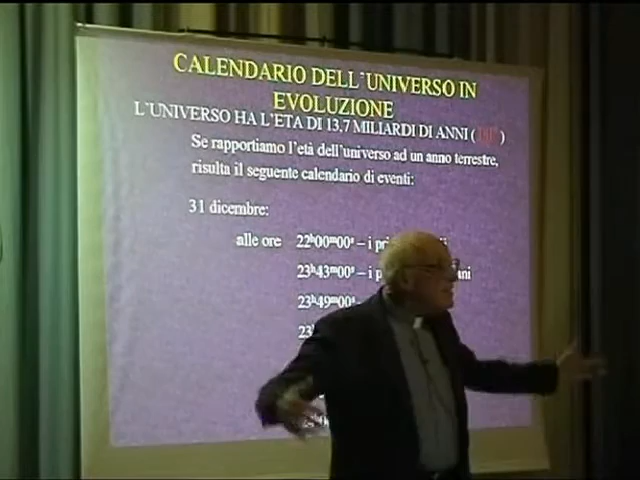 CALENDARIO DELL'UNIVERSO IN
EVOLUZIONE
L'UNIVERSO HA L'ETÀ DI 13,7 MILIARDI DI ANNI (
Se rapportiamo l'età dell'universo ad un anno terrestre,
risulta il seguente calendario di eventi:
31 dicembre:
alle ore 22ʰ00ᵐ00ˢ – i
23ʰ43ᵐ00ˢ – i
23ʰ49ᵐ00ˢ